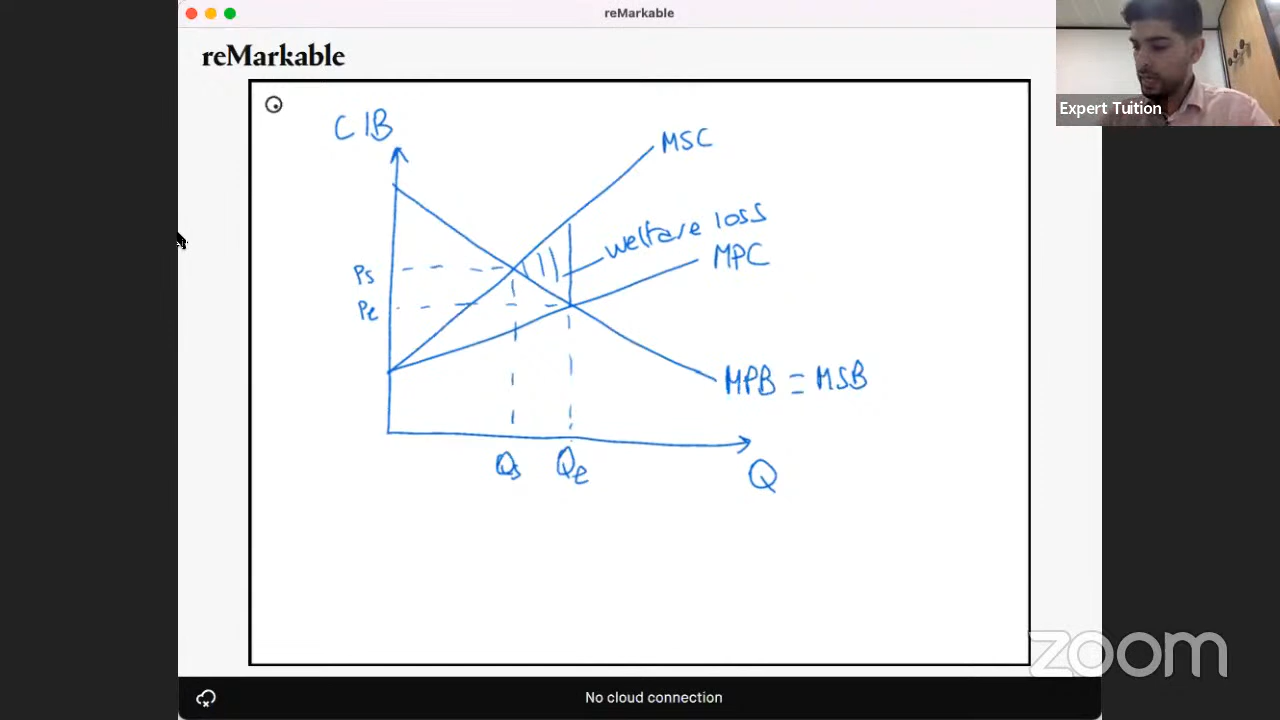 reMarkable
reMarkable
Expert Tuition
C | B
MSC
welfare loss
MPC
Ps
Pe
MPB = MSB
Qs
Qe
Q
zoom
No cloud connection